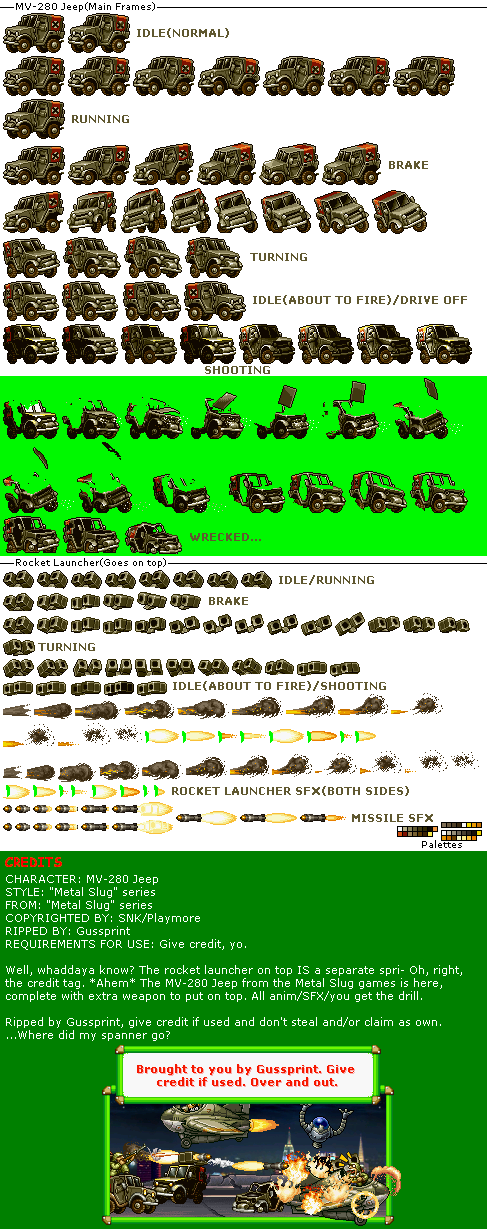 MV-280 Jeep(Main Frames)
IDLE(NORMAL)
RUNNING
BRAKE
TURNING
IDLE(ABOUT TO FIRE)/DRIVE OFF
SHOOTING
WRECKED...
Rocket Launcher(Goes on top)
IDLE/RUNNING
BRAKE
TURNING
IDLE(ABOUT TO FIRE)/SHOOTING
ROCKET LAUNCHER SFX(BOTH SIDES)
MISSILE SFX
Palettes
CREDITS
CHARACTER: MV-280 Jeep
STYLE: "Metal Slug" series
FROM: "Metal Slug" series
COPYRIGHTED BY: SNK/Playmore
RIPPED BY: Gussprint
REQUIREMENTS FOR USE: Give credit, yo.
Well, whaddaya know? The rocket launcher on top IS a separate spri- Oh, right,
the credit tag. *Ahem* The MV-280 Jeep from the Metal Slug games is here,
complete with extra weapon to put on top. All anim/SFX/you get the drill.
Ripped by Gussprint, give credit if used and don't steal and/or claim as own.
...Where did my spanner go?
Brought to you by Gussprint. Give
credit if used. Over and out.